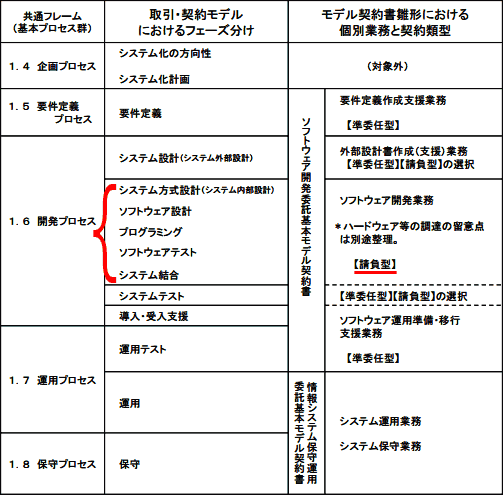 共通フレーム
(基本プロセス群)
取引・契約モデル
におけるフェーズ分け
モデル契約書雛形における
個別業務と契約類型
1.4 企画プロセス
システム化の方向性
システム化計画
(対象外)
1.5 要件定義
プロセス
要件定義
ソフトウェア開発委託基本モデル契約書
要件定義作成支援業務
【準委任型】
1.6 開発プロセス
システム設計(システム外部設計)
外部設計書作成(支援)業務
【準委任型】【請負型】の選択
システム方式設計(システム内部設計)
ソフトウェア設計
プログラミング
ソフトウェアテスト
システム結合
ソフトウェア開発業務
*ハードウェア等の調達の留意点
は別途整理。
【請負型】
システムテスト
【準委任型】【請負型】の選択
導入・受入支援
ソフトウェア運用準備・移行
支援業務
【準委任型】
1.7 運用プロセス
運用テスト
運用
情報システム保守運用
委託基本モデル契約書
システム運用業務
システム保守業務
1.8 保守プロセス
保守